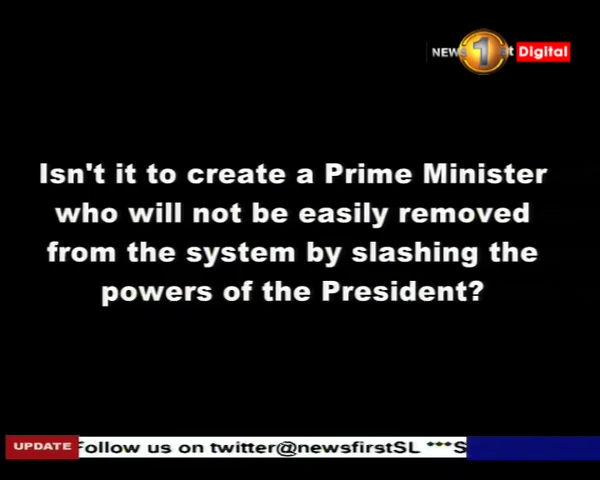 NEWS 1st Digital
Isn't it to create a Prime Minister
who will not be easily removed
from the system by slashing the
powers of the President?
UPDATE Follow us on twitter@newsfirstSL ***S